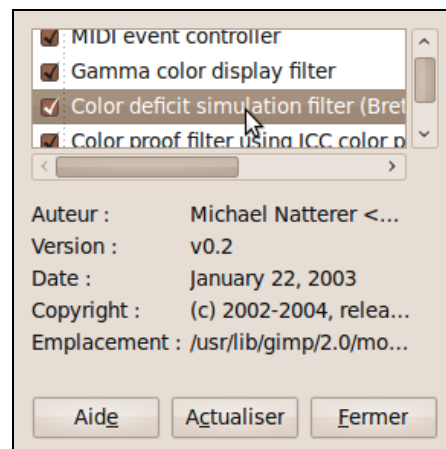 MIDI event controller
Gamma color display filter
Color deficit simulation filter (Bret
Color proof filter using ICC color p
Auteur : Michael Natterer <...
Version : v0.2
Date : January 22, 2003
Copyright : (c) 2002-2004, relea...
Emplacement : /usr/lib/gimp/2.0/mo...
Aide Actualiser Fermer